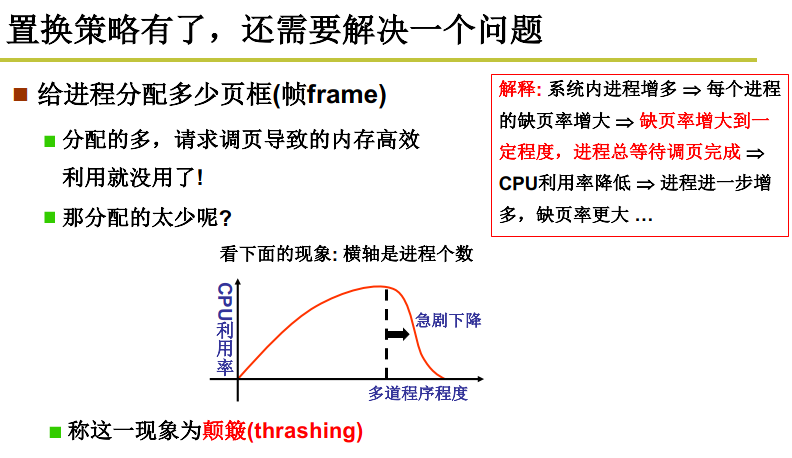 置换策略有了，还需要解决一个问题
给进程分配多少页框(帧frame)
分配的多，请求调页导致的内存高效
利用就没用了!
那分配的太少呢?
解释: 系统内进程增多 ⇒ 每个进程
的缺页率增大 ⇒ 缺页率增大到一
定程度，进程总等待调页完成 ⇒
CPU利用率降低 ⇒ 进程进一步增
多，缺页率更大 …
看下面的现象: 横轴是进程个数
CPU利用率
急剧下降
多道程序程度
称这一现象为颠簸(thrashing)